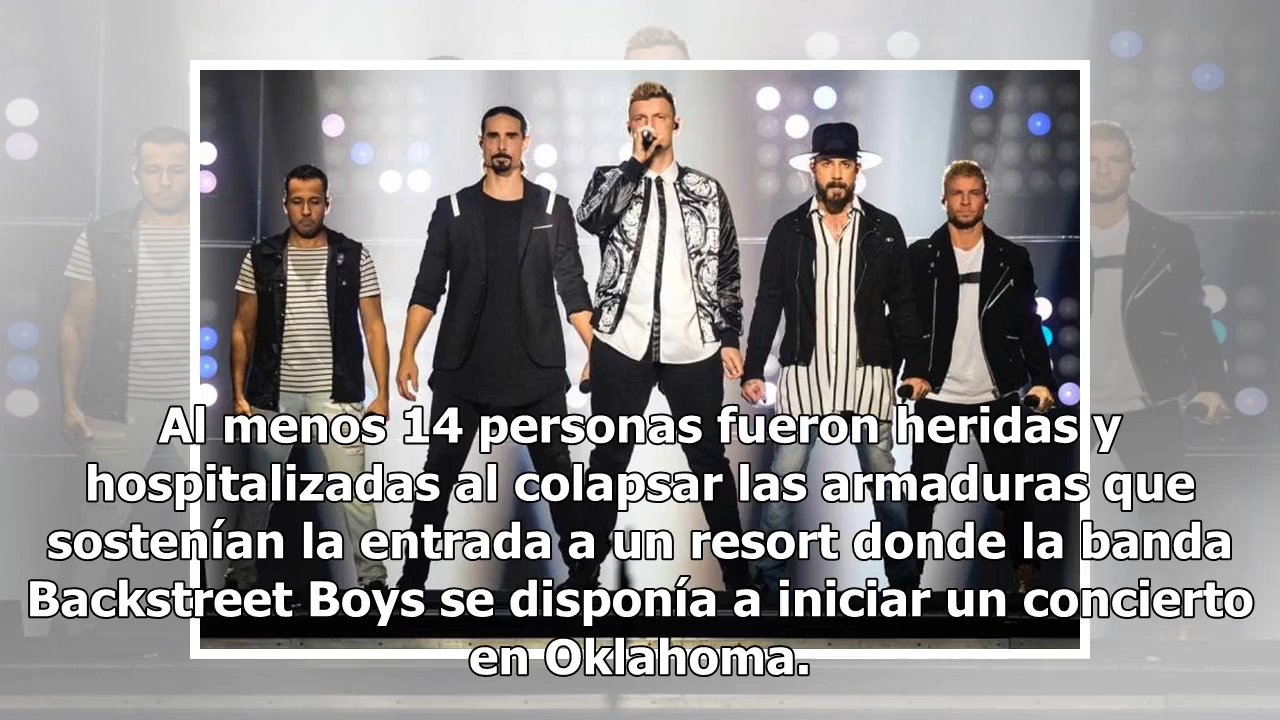 Al menos 14 personas fueron heridas y
hospitalizadas al colapsar las armaduras que
sostenían la entrada a un resort donde la banda
Backstreet Boys se disponía a iniciar un concierto
en Oklahoma.